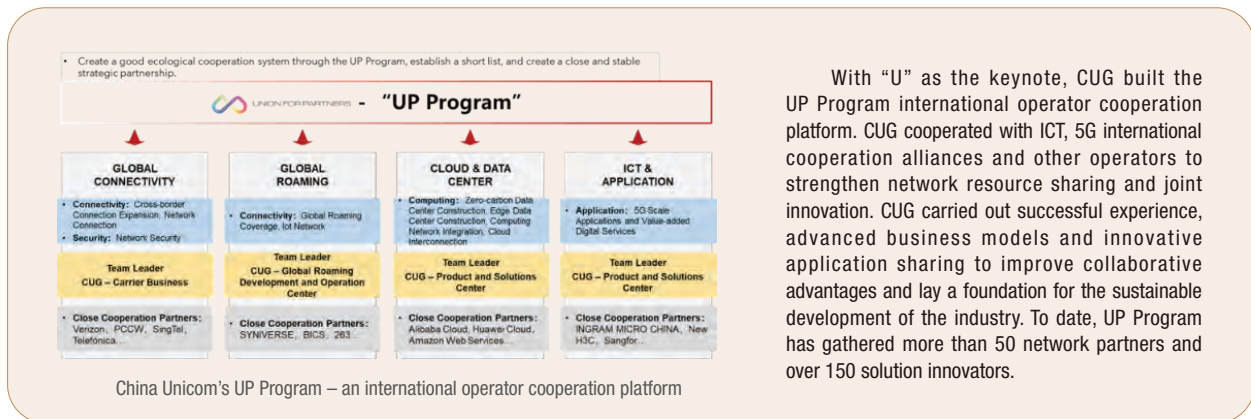 • Create a good ecological cooperation system through the UP Program, establish a short list, and create a close and stable
strategic partnership.
UNION FOR PARTNERS - “UP Program”
GLOBAL
CONNECTIVITY
• Connectivity: Cross-border
Connection Expansion, Network
Connection
• Security: Network Security
Team Leader
CUG – Carrier Business
• Close Cooperation Partners:
Verizon, PCCW, SingTel,
Telefónica...
GLOBAL
ROAMING
• Connectivity: Global Roaming
Coverage, Iot Network
Team Leader
CUG – Global Roaming
Development and Operation
Center
• Close Cooperation Partners:
SYNIVERSE, BICS, 263...
CLOUD & DATA
CENTER
• Computing: Zero-carbon Data
Center Construction, Edge Data
Center Construction, Computing
Network Integration, Cloud
Interconnection
Team Leader
CUG – Product and Solutions
Center
• Close Cooperation Partners:
Alibaba Cloud, Huawei Cloud,
Amazon Web Services...
ICT &
APPLICATION
• Application: 5G Scale
Applications and Value-added
Digital Services
Team Leader
CUG – Product and Solutions
Center
• Close Cooperation Partners:
INGRAM MICRO CHINA, New
H3C, Sangfor...
China Unicom’s UP Program – an international operator cooperation platform
With “U” as the keynote, CUG built the
UP Program international operator cooperation
platform. CUG cooperated with ICT, 5G international
cooperation alliances and other operators to
strengthen network resource sharing and joint
innovation. CUG carried out successful experience,
advanced business models and innovative
application sharing to improve collaborative
advantages and lay a foundation for the sustainable
development of the industry. To date, UP Program
has gathered more than 50 network partners and
over 150 solution innovators.